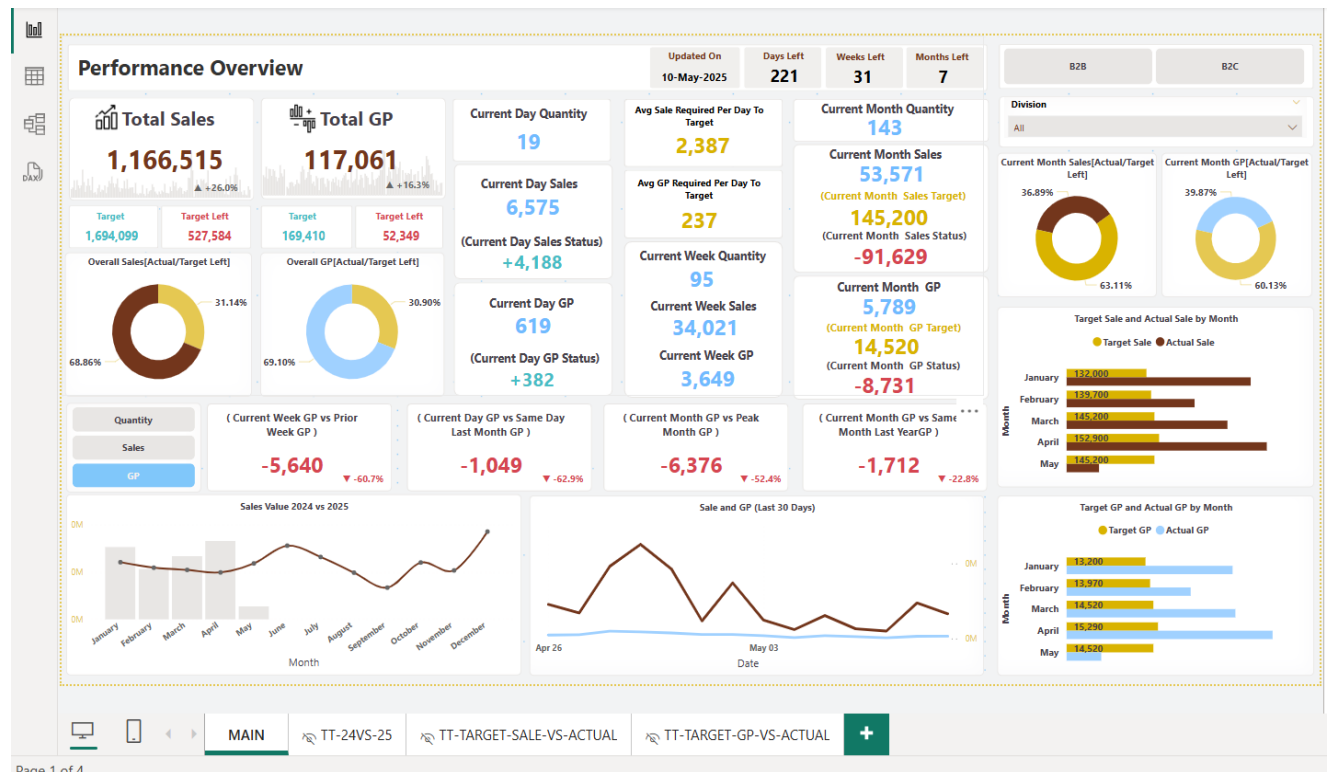 Performance Overview
Updated On
10-May-2025
Days Left
221
Weeks Left
31
Months Left
7
B2B
B2C
Division
All
Total Sales
1,166,515
▲ +26.0%
Total GP
117,061
▲ +16.3%
Target
1,694,099
Target Left
527,584
Target
169,410
Target Left
52,349
Current Day Quantity
19
Current Day Sales
6,575
(Current Day Sales Status)
+4,188
Current Day GP
619
(Current Day GP Status)
+382
Avg Sale Required Per Day To
Target
2,387
Avg GP Required Per Day To
Target
237
Current Week Quantity
95
Current Week Sales
34,021
Current Week GP
3,649
Current Month Quantity
143
Current Month Sales
53,571
(Current Month Sales Target)
145,200
(Current Month Sales Status)
-91,629
Current Month GP
5,789
(Current Month GP Target)
14,520
(Current Month GP Status)
-8,731
Overall Sales[Actual/Target Left]
31.14%
68.86%
Overall GP[Actual/Target Left]
30.90%
69.10%
Current Month Sales[Actual/Target
Left]
36.89%
63.11%
Current Month GP[Actual/Target
Left]
39.87%
60.13%
Target Sale and Actual Sale by Month
Target Sale
Actual Sale
Month
January
132,000
February
139,700
March
145,200
April
152,900
May
145,200
Quantity
Sales
GP
( Current Week GP vs Prior
Week GP )
-5,640
▼ -60.7%
( Current Day GP vs Same Day
Last Month GP )
-1,049
▼ -62.9%
( Current Month GP vs Peak
Month GP )
-6,376
▼ -52.4%
( Current Month GP vs Same
Month Last YearGP )
-1,712
▼ -22.8%
Sales Value 2024 vs 2025
0M
0M
0M
January
February
March
April
May
June
July
August
September
October
November
December
Month
Sale and GP (Last 30 Days)
0M
0M
Apr 26
May 03
Date
Target GP and Actual GP by Month
Target GP
Actual GP
Month
January
13,200
February
13,970
March
14,520
April
15,290
May
14,520
MAIN
TT-24VS-25
TT-TARGET-SALE-VS-ACTUAL
TT-TARGET-GP-VS-ACTUAL
+
Page 1 of 4
DAX